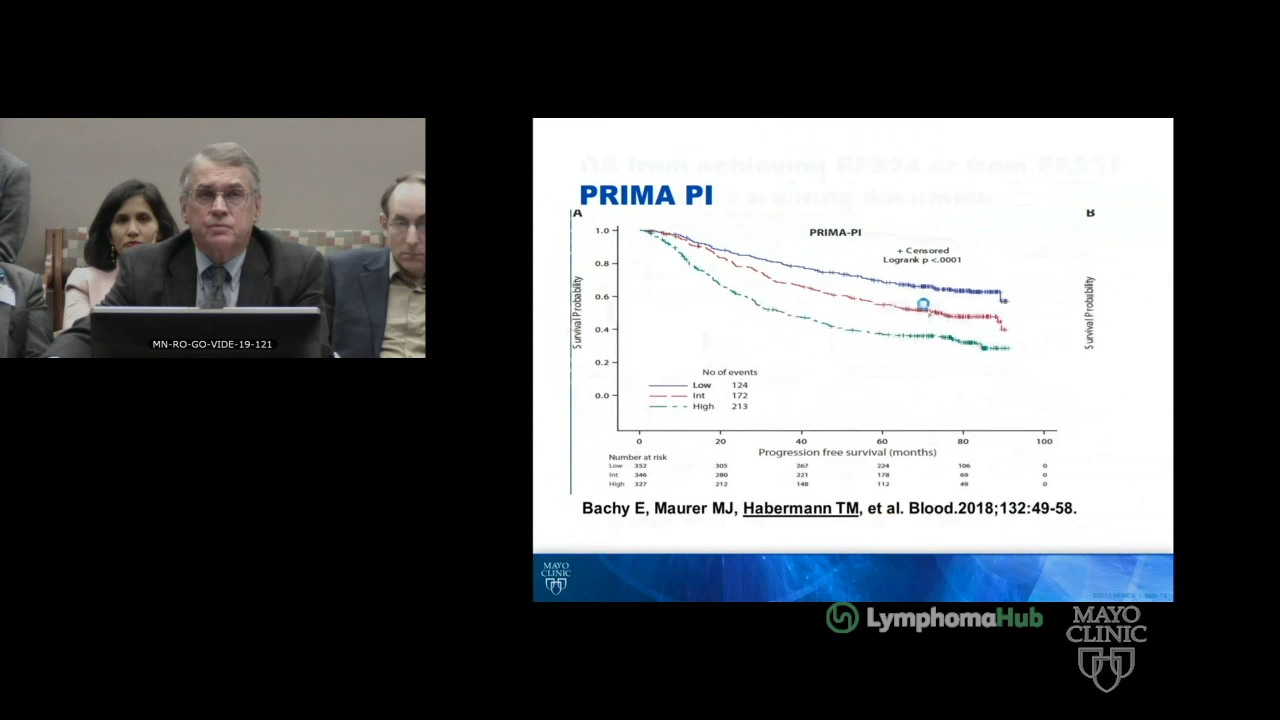 MN-RO-GO-VIDE-19-121
PRIMA PI
A
B
PRIMA-PI
+ Censored
Logrank p <.0001
Survival Probability
1.0
0.8
0.6
0.4
0.2
0.0
No of events
Low 124
Int 172
High 213
0 20 40 60 80 100
Progression free survival (months)
Number at risk
Low 352 305 267 224 106 0
Int 346 280 221 178 69 0
High 327 212 148 112 49 0
Survival Probability
Bachy E, Maurer MJ, Habermann TM, et al. Blood.2018;132:49-58.
MAYO
CLINIC
LymphomaHub
MAYO
CLINIC